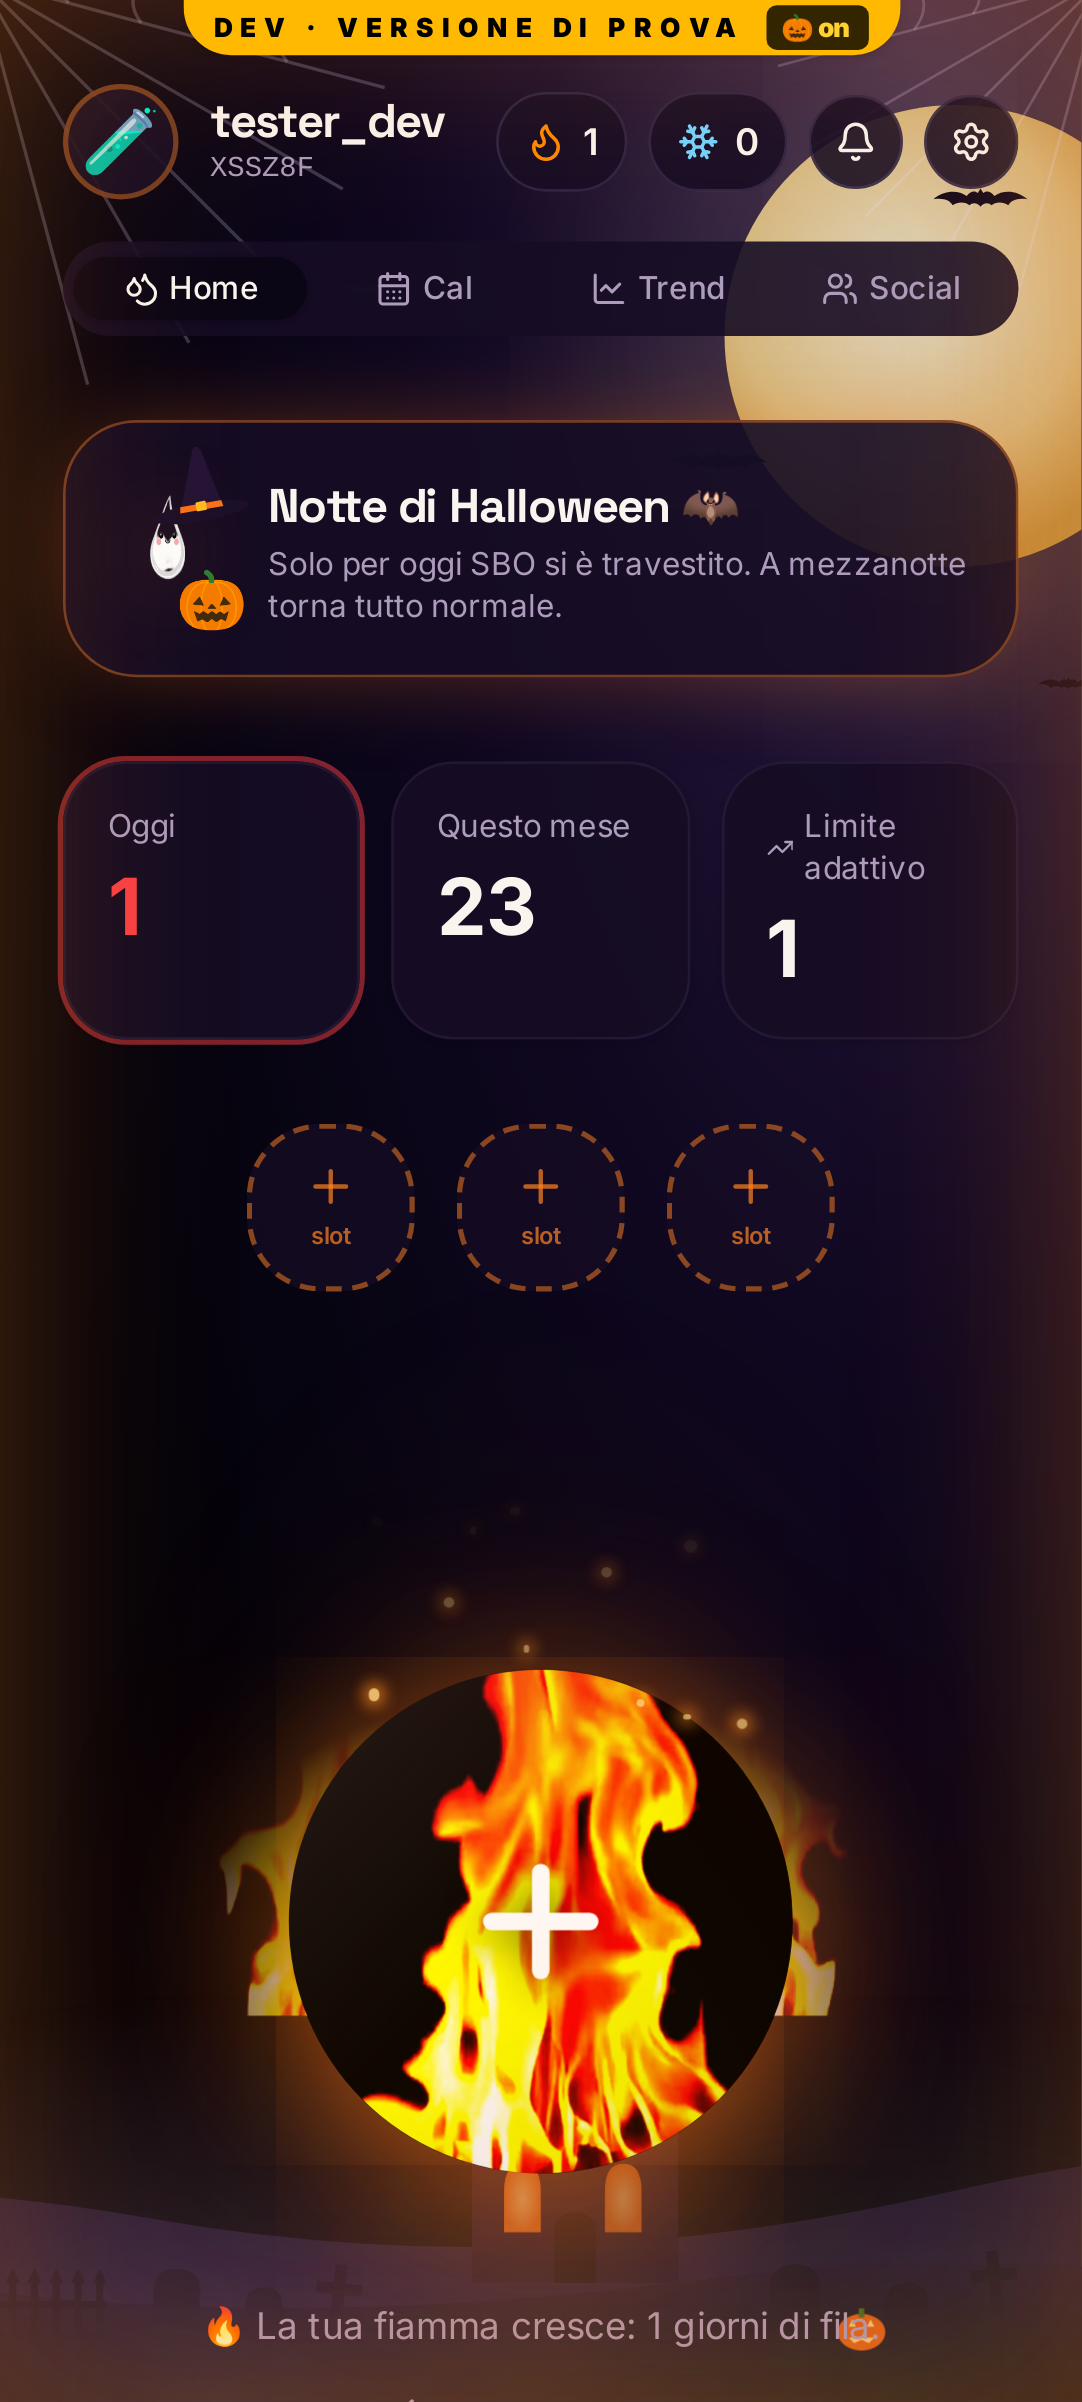 DEV · VERSIONE DI PROVA 🎃 on
tester_dev
XSSZ8F
1
0
Home
Cal
Trend
Social
Notte di Halloween 🦇
Solo per oggi SBO si è travestito. A mezzanotte
torna tutto normale.
Oggi
1
Questo mese
23
Limite
adattivo
1
slot
slot
slot
🔥 La tua fiamma cresce: 1 giorni di fila.